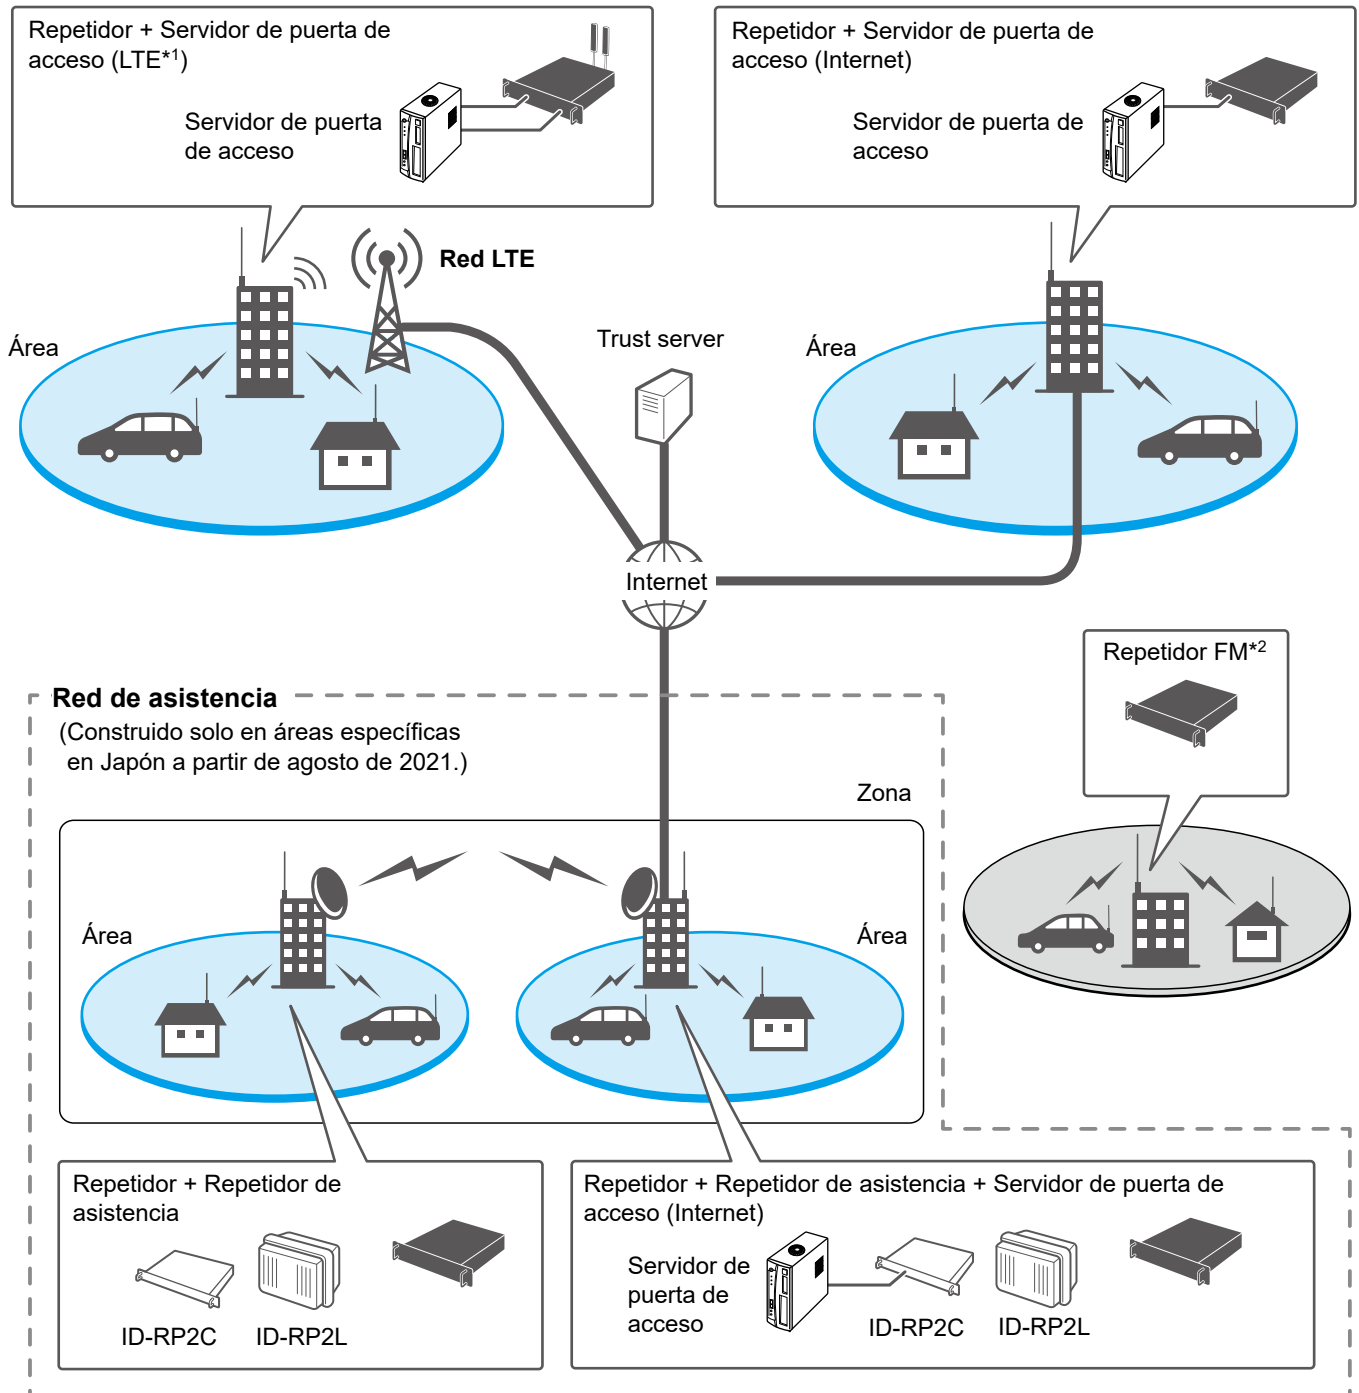 Repetidor + Servidor de puerta de
acceso (LTE*1)
Servidor de puerta
de acceso
Repetidor + Servidor de puerta de
acceso (Internet)
Servidor de puerta de
acceso
Red LTE
Área
Trust server
Área
Internet
Repetidor FM*2
Red de asistencia
(Construido solo en áreas específicas
en Japón a partir de agosto de 2021.)
Zona
Área
Área
Repetidor + Repetidor de
asistencia
ID-RP2C
ID-RP2L
Repetidor + Repetidor de asistencia + Servidor de puerta de
acceso (Internet)
Servidor de
puerta de
acceso
ID-RP2C
ID-RP2L